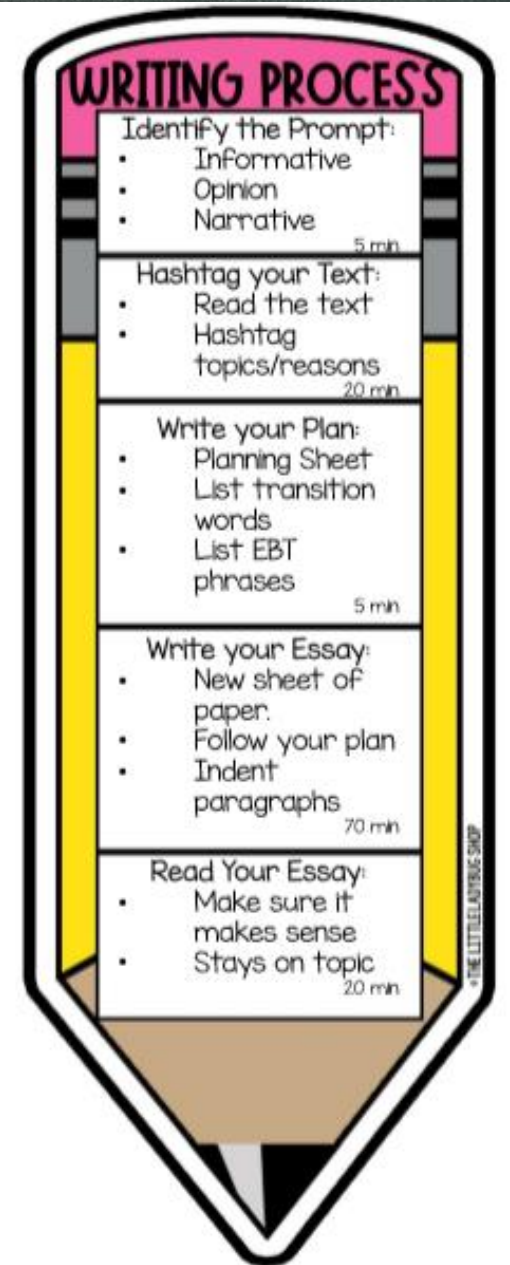 WRITING PROCESS
Identify the Prompt:
• Informative
• Opinion
• Narrative
5 min
Hashtag your Text:
• Read the text
• Hashtag
topics/reasons
20 min
Write your Plan:
• Planning Sheet
• List transition
words
• List EBT
phrases
5 min
Write your Essay:
• New sheet of
paper.
• Follow your plan
• Indent
paragraphs
70 min
Read Your Essay:
• Make sure it
makes sense
• Stays on topic
20 min
©THE LITTLE LADYBUG SHOP